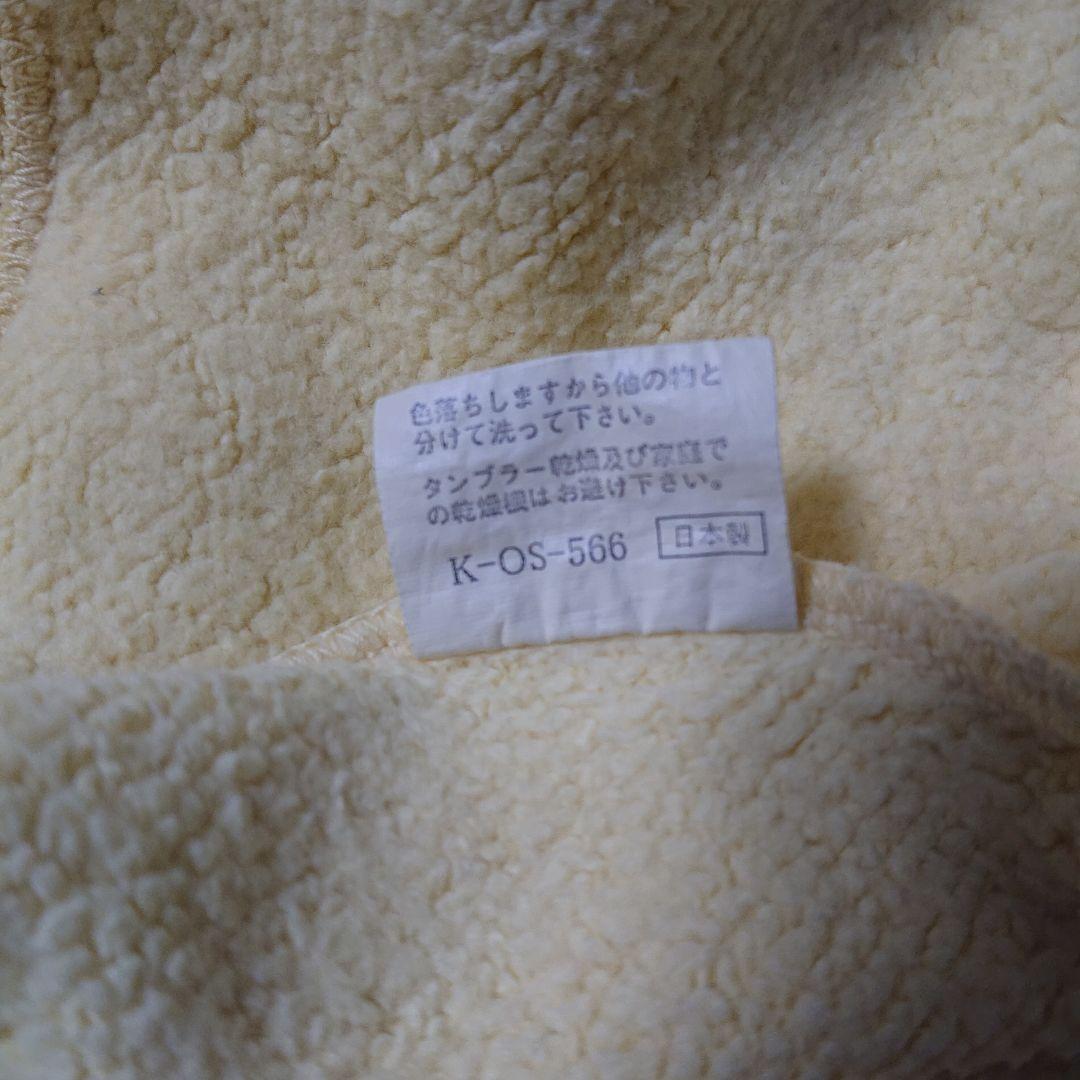 色落ちしますから他の物と
分けて洗って下さい。
タンブラー乾燥及び家庭で
の乾燥機はお避け下さい。
K-OS-566 日本製